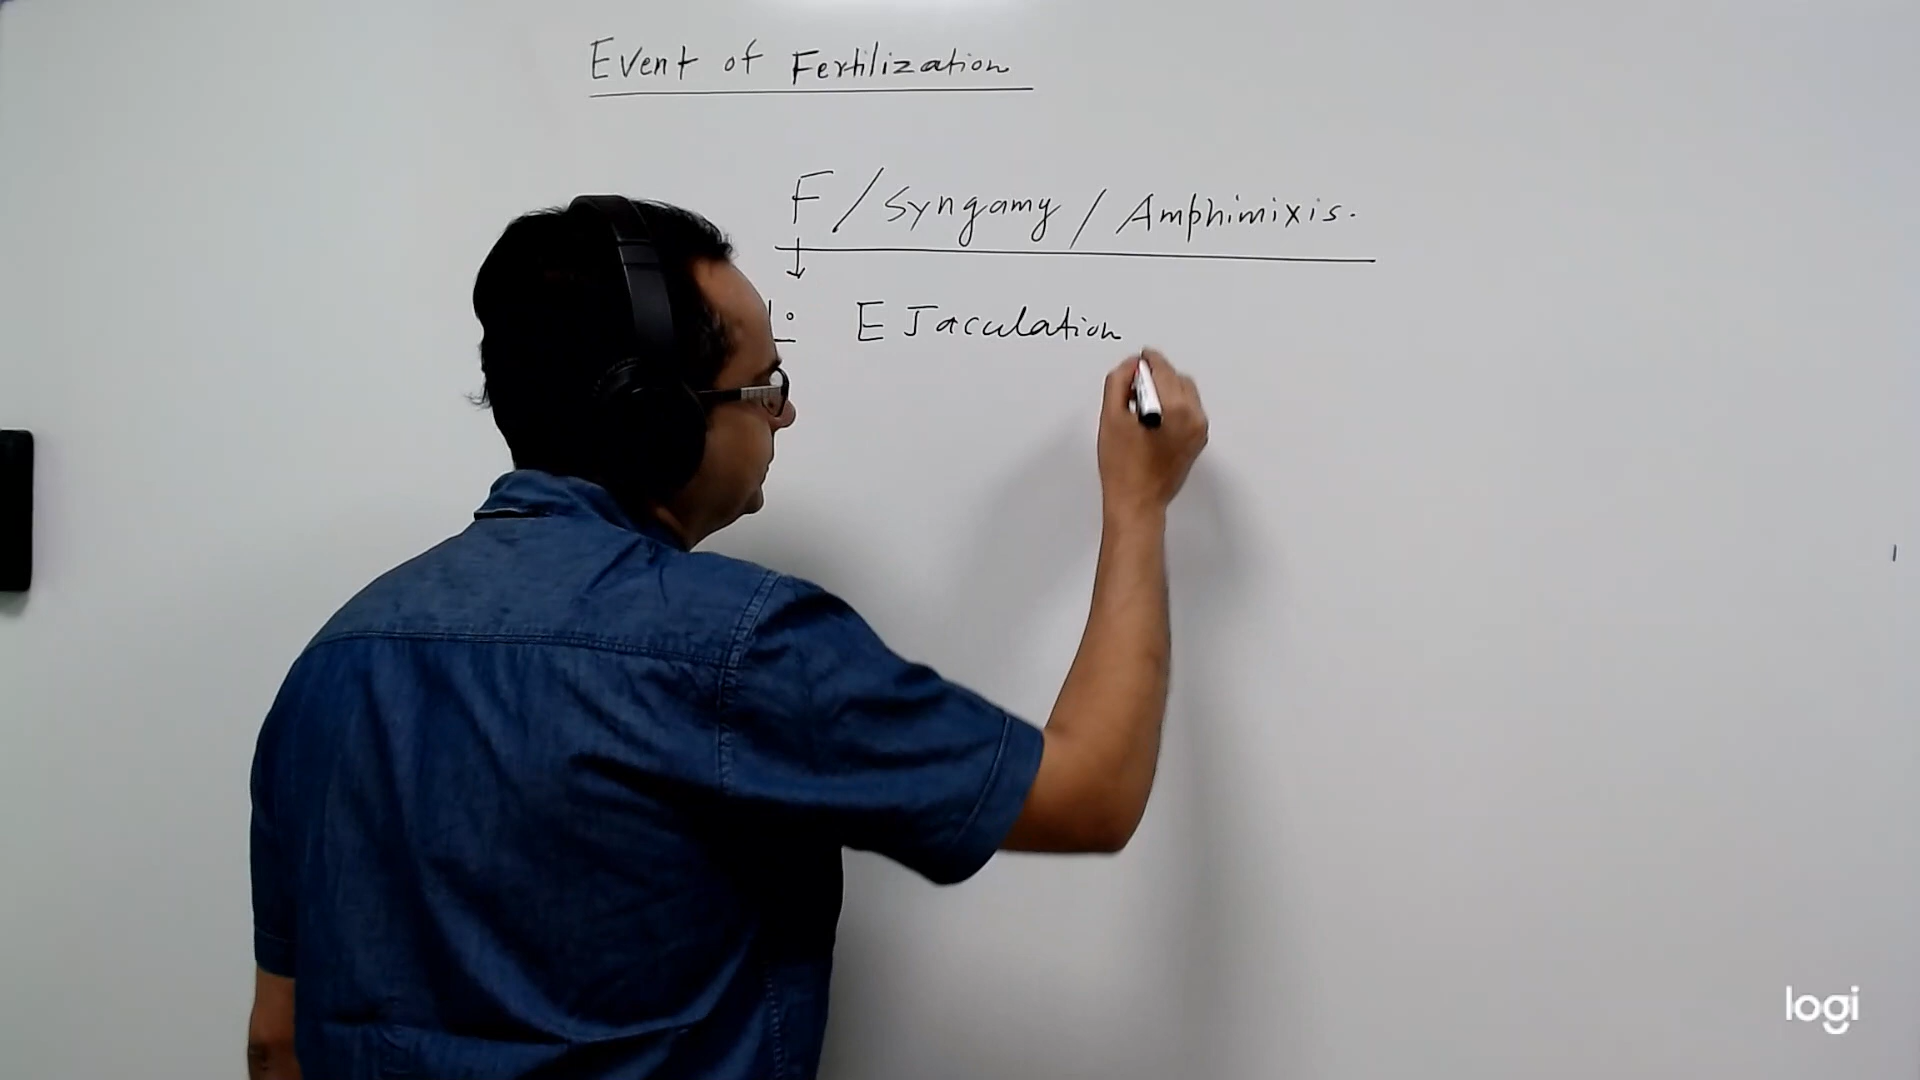 Event of Fertilization
F / Syngamy / Amphimixis.
1: EJaculation
logi